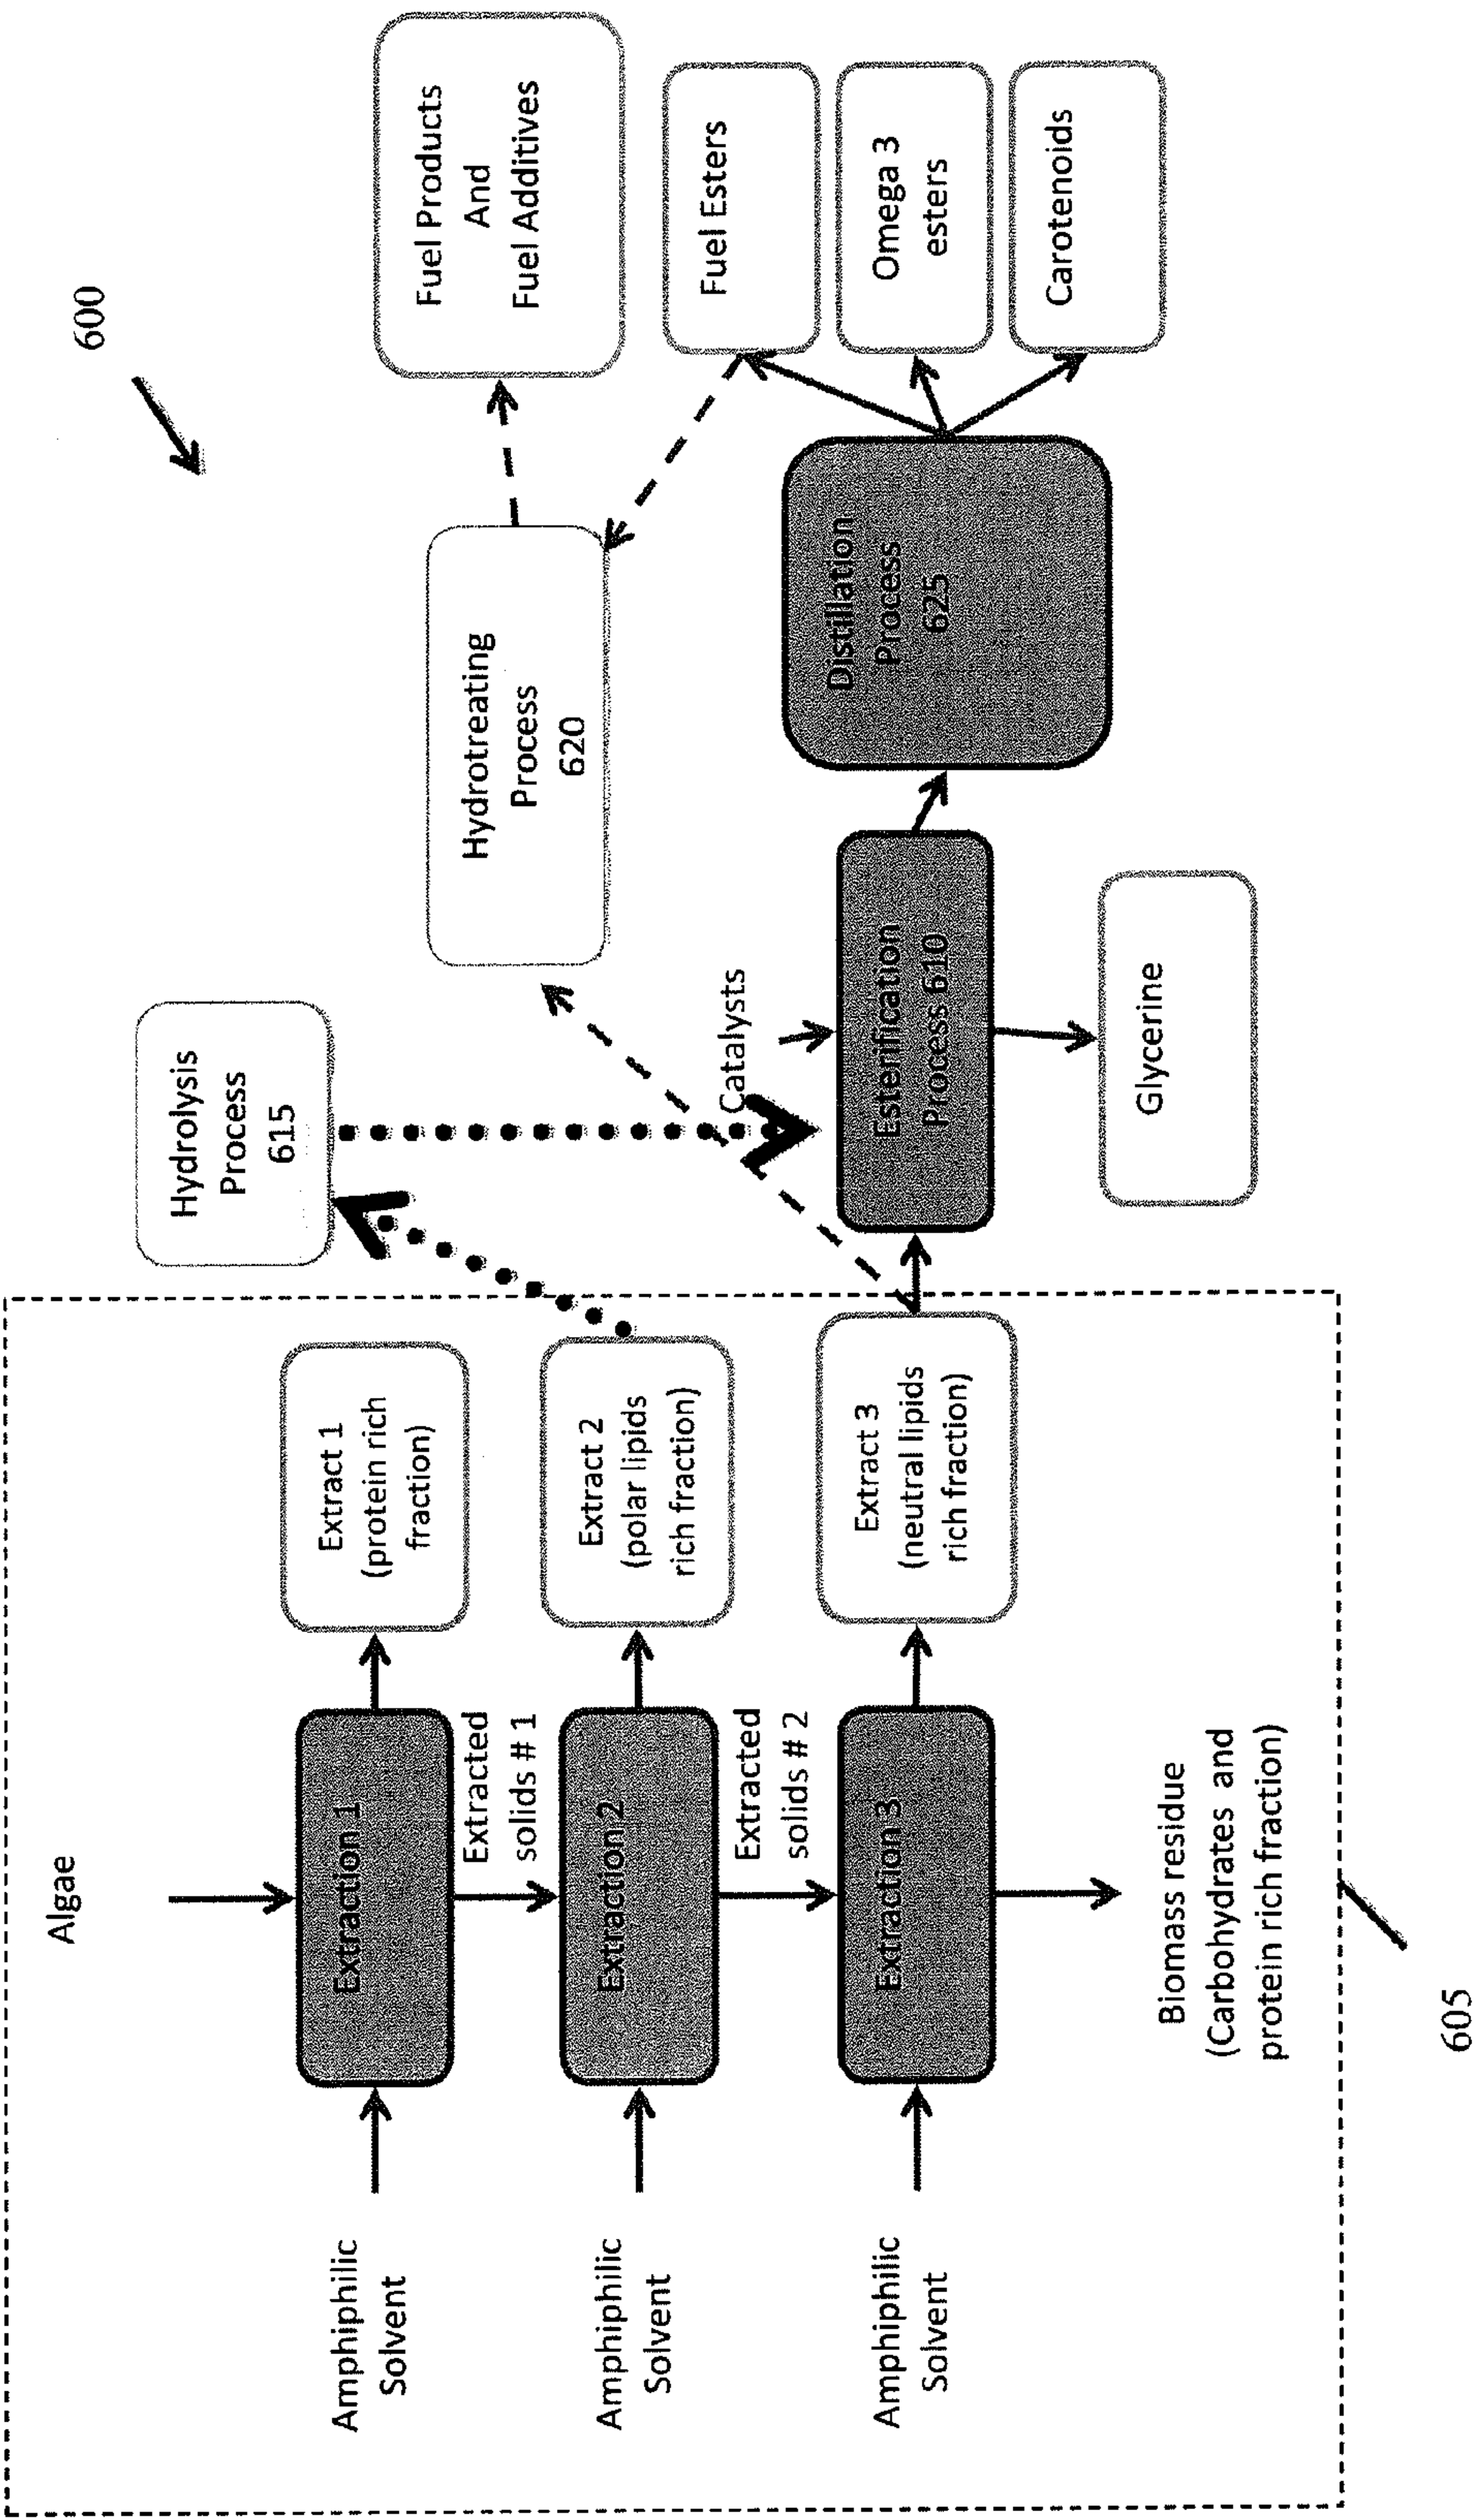 600
Algae
Amphiphilic
Solvent
Extraction 1
Extract 1
(protein rich
fraction)
Extracted
solids # 1
Amphiphilic
Solvent
Extraction 2
Extract 2
(polar lipids
rich fraction)
Extracted
solids # 2
Amphiphilic
Solvent
Extraction 3
Extract 3
(neutral lipids
rich fraction)
Biomass residue
(Carbohydrates and
protein rich fraction)
605
Hydrolysis
Process
615
Catalysts
Esterification
Process 610
Glycerine
Hydrotreating
Process
620
Distillation
Process
625
Fuel Products
And
Fuel Additives
Fuel Esters
Omega 3
esters
Carotenoids